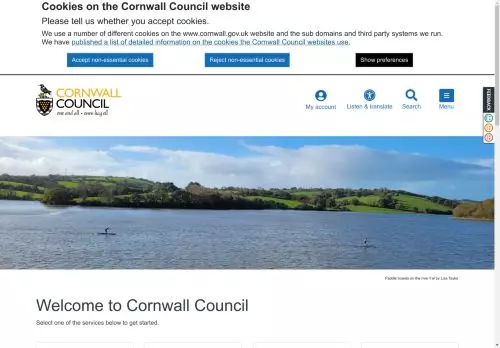 Cookies on the Cornwall Council website
Please tell us whether you accept cookies.
We use a number of different cookies on the www.cornwall.gov.uk website and the sub domains and third party systems we run.
We have published a list of detailed information on the cookies the Cornwall Council websites use.
Accept non-essential cookies
Reject non-essential cookies
Show preferences
CORNWALL
COUNCIL
one and all • onen hag oll
My account
Listen & translate
Search
Menu
FEEDBACK
Paddle boards on the river Fal by Lisa Taylor
Welcome to Cornwall Council
Select one of the services below to get started.